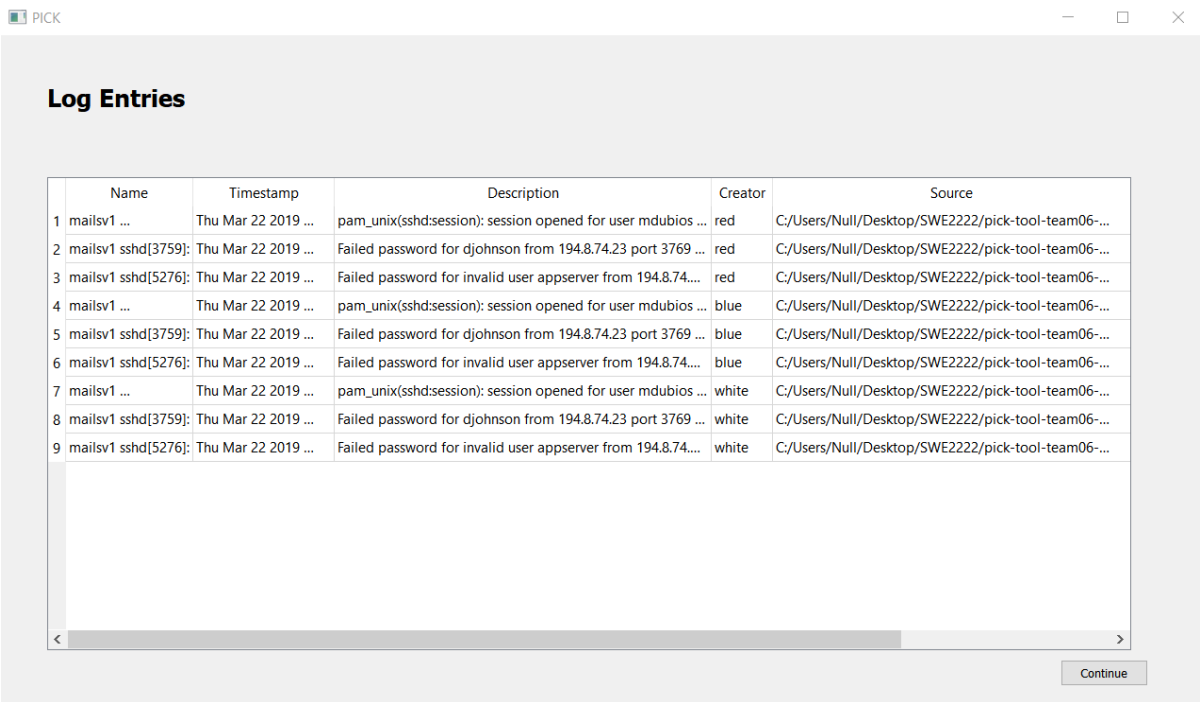 PICK
Log Entries
Name Timestamp Description Creator Source
1 mailsv1 ... Thu Mar 22 2019 ... pam_unix(sshd:session): session opened for user mdubios ... red C:/Users/Null/Desktop/SWE2222/pick-tool-team06-...
2 mailsv1 sshd[3759]: Thu Mar 22 2019 ... Failed password for djohnson from 194.8.74.23 port 3769 ... red C:/Users/Null/Desktop/SWE2222/pick-tool-team06-...
3 mailsv1 sshd[5276]: Thu Mar 22 2019 ... Failed password for invalid user appserver from 194.8.74.... red C:/Users/Null/Desktop/SWE2222/pick-tool-team06-...
4 mailsv1 ... Thu Mar 22 2019 ... pam_unix(sshd:session): session opened for user mdubios ... blue C:/Users/Null/Desktop/SWE2222/pick-tool-team06-...
5 mailsv1 sshd[3759]: Thu Mar 22 2019 ... Failed password for djohnson from 194.8.74.23 port 3769 ... blue C:/Users/Null/Desktop/SWE2222/pick-tool-team06-...
6 mailsv1 sshd[5276]: Thu Mar 22 2019 ... Failed password for invalid user appserver from 194.8.74.... blue C:/Users/Null/Desktop/SWE2222/pick-tool-team06-...
7 mailsv1 ... Thu Mar 22 2019 ... pam_unix(sshd:session): session opened for user mdubios ... white C:/Users/Null/Desktop/SWE2222/pick-tool-team06-...
8 mailsv1 sshd[3759]: Thu Mar 22 2019 ... Failed password for djohnson from 194.8.74.23 port 3769 ... white C:/Users/Null/Desktop/SWE2222/pick-tool-team06-...
9 mailsv1 sshd[5276]: Thu Mar 22 2019 ... Failed password for invalid user appserver from 194.8.74.... white C:/Users/Null/Desktop/SWE2222/pick-tool-team06-...
Continue